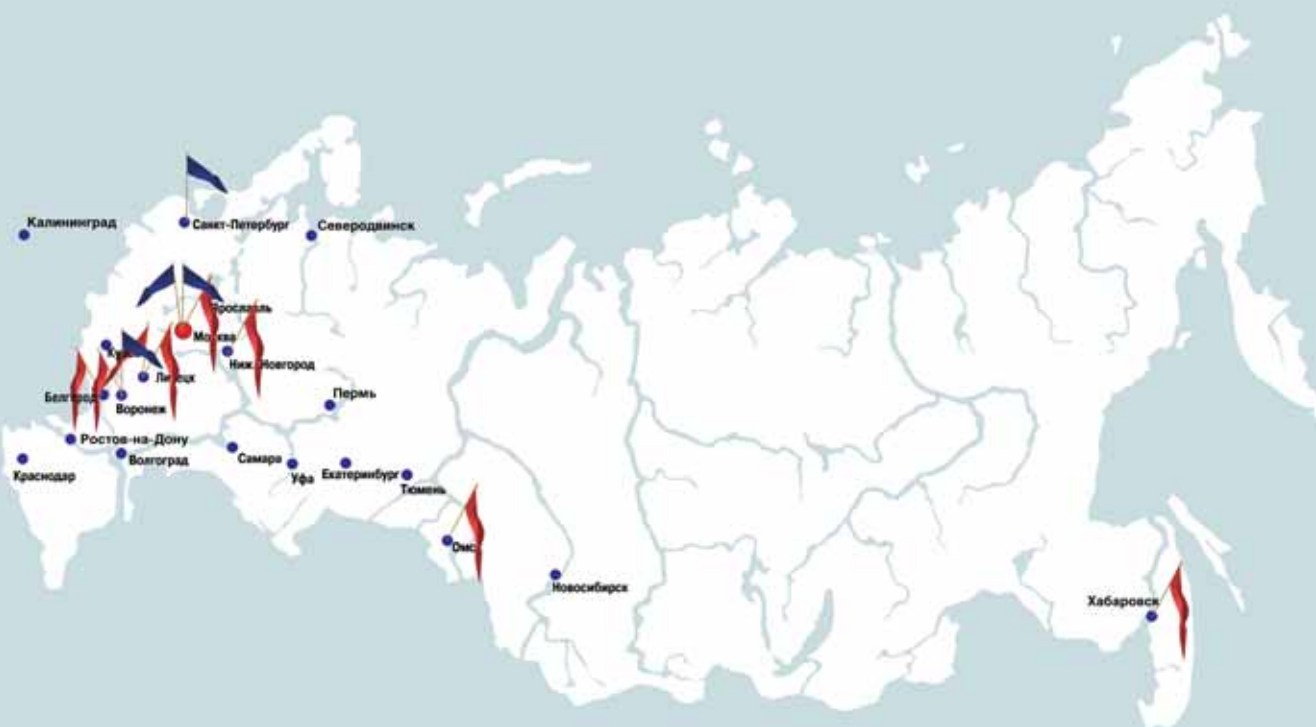 Калининград
Санкт-Петербург
Северодвинск
Ярославль
Москва
Ниж. Новгород
Липецк
Пермь
Белгород
Воронеж
Ростов-на-Дону
Волгоград
Самара
Краснодар
Уфа
Екатеринбург
Тюмень
Новосибирск
Хабаровск